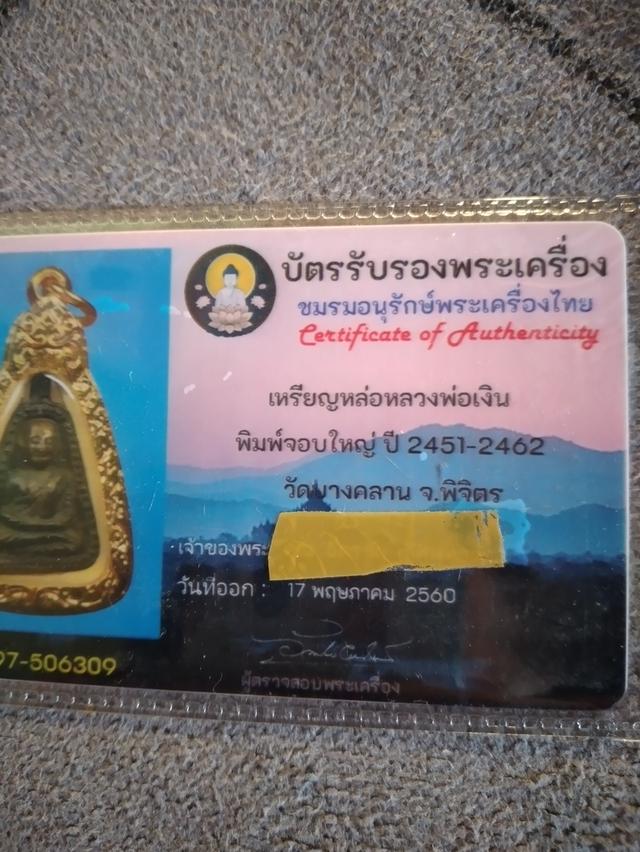 บัตรรับรองพระเครื่อง
ชมรมอนุรักษ์พระเครื่องไทย
Certificate of Authenticity
เหรียญหล่อหลวงพ่อเงิน
พิมพ์จอบใหญ่ ปี 2451-2462
วัดบางคลาน จ.พิจิตร
เจ้าของพระ
วันที่ออก : 17 พฤษภาคม 2560
ผู้ตรวจสอบพระเครื่อง
97-506309